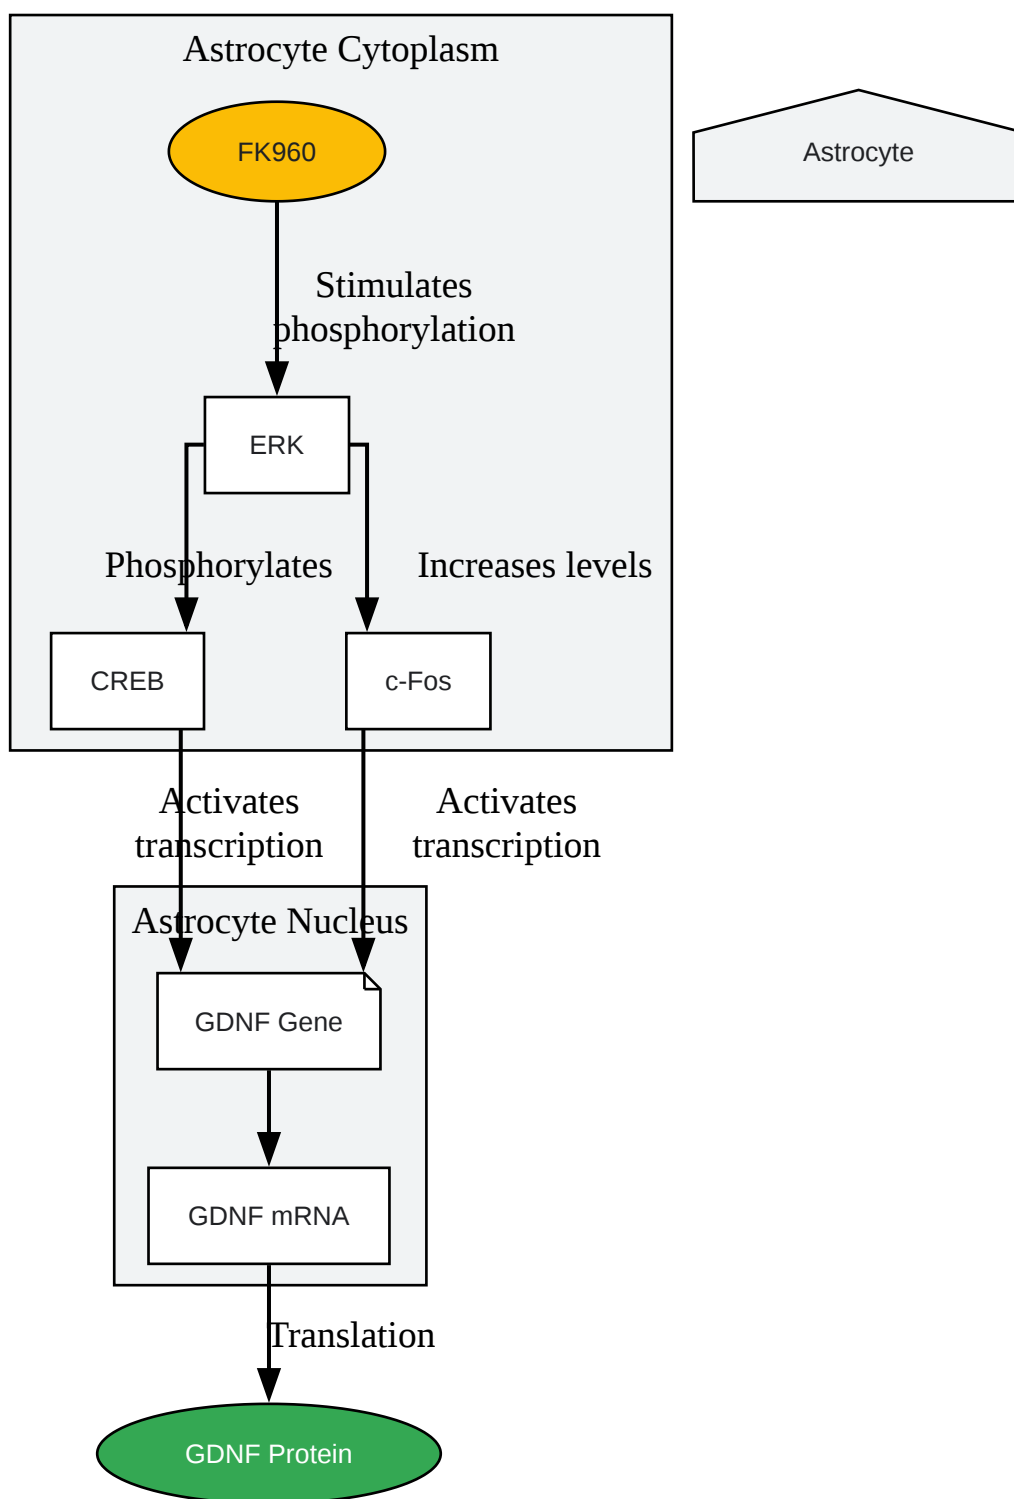 Astrocyte Cytoplasm
FK960
Astrocyte
Stimulates
phosphorylation
ERK
Phosphorylates
Increases levels
CREB
c-Fos
Activates
transcription
Activates
transcription
Astrocyte Nucleus
GDNF Gene
GDNF mRNA
Translation
GDNF Protein